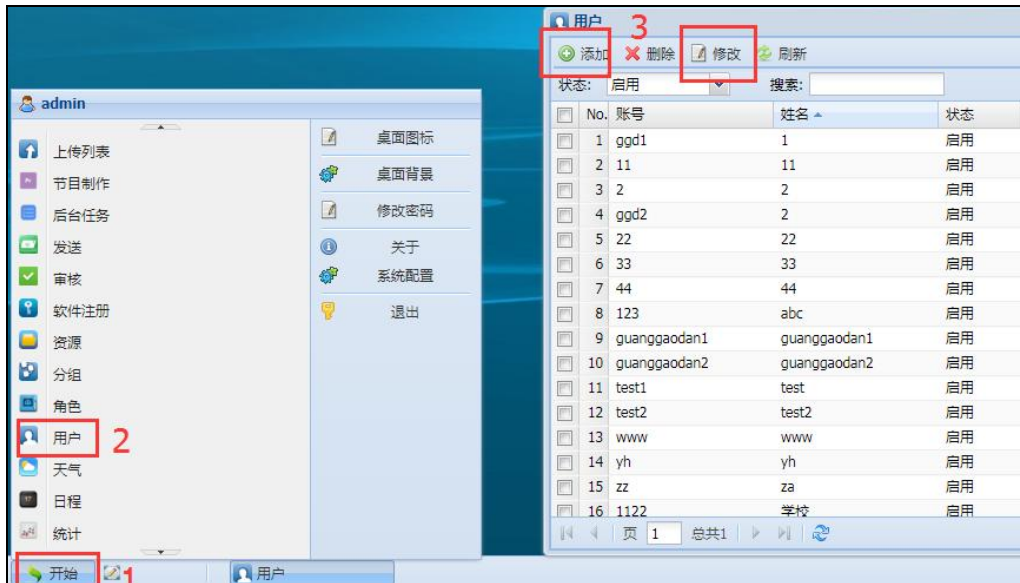 用户
3
添加 删除 修改 刷新
状态: 启用 搜索:
No. 账号 姓名 状态
1 ggd1 1 启用
2 11 11 启用
3 2 2 启用
4 ggd2 2 启用
5 22 22 启用
6 33 33 启用
7 44 44 启用
8 123 abc 启用
9 guanggaodan1 guanggaodan1 启用
10 guanggaodan2 guanggaodan2 启用
11 test1 test 启用
12 test2 test2 启用
13 www www 启用
14 yh yh 启用
15 zz za 启用
16 1122 学校 启用
页 1 总共1
admin
上传列表
节目制作
后台任务
发送
审核
软件注册
资源
分组
角色
用户 2
天气
日程
统计
桌面图标
桌面背景
修改密码
关于
系统配置
退出
开始 1 用户